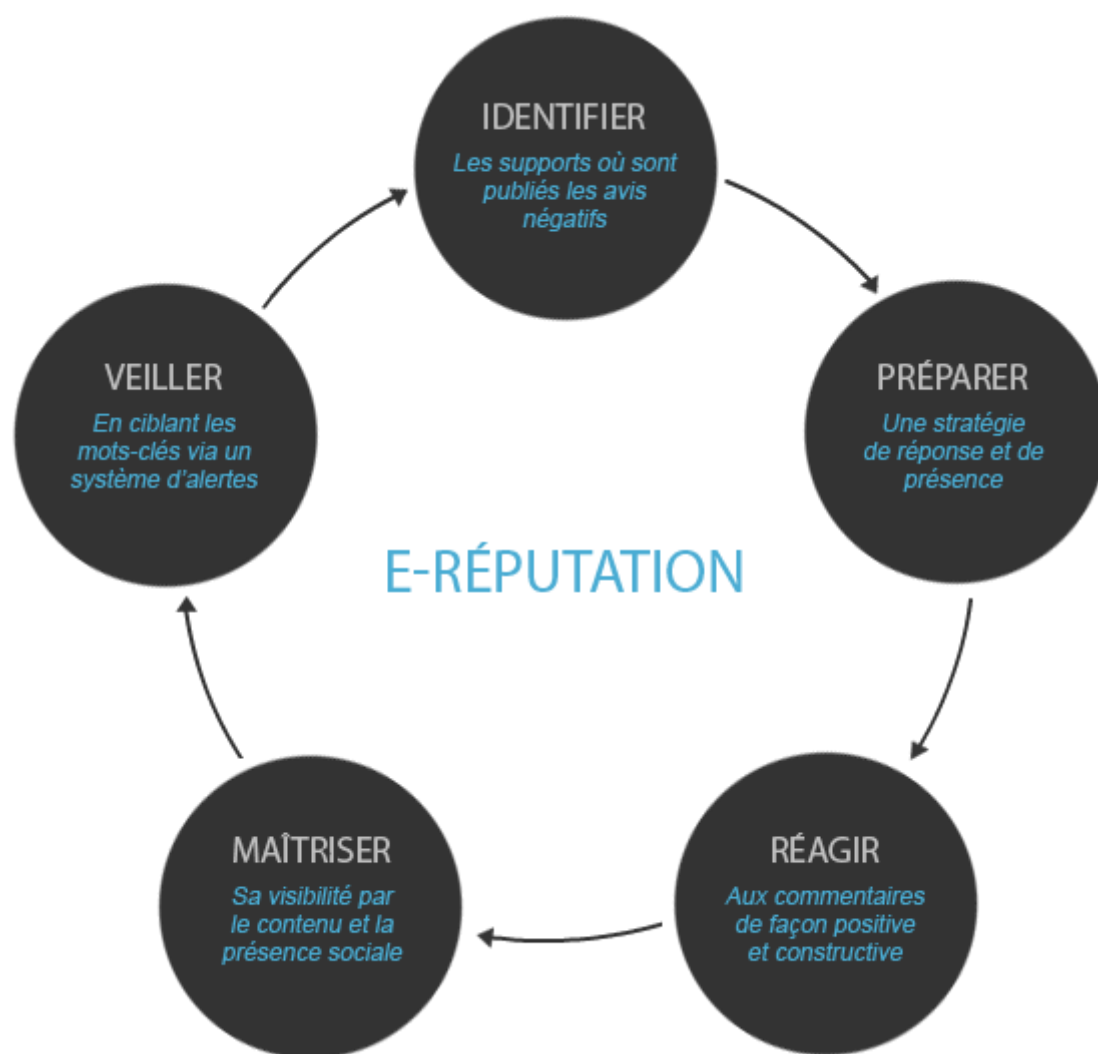 IDENTIFIER
Les supports où sont
publiés les avis
négatifs
PRÉPARER
Une stratégie
de réponse et de
présence
RÉAGIR
Aux commentaires
de façon positive
et constructive
MAÎTRISER
Sa visibilité par
le contenu et la
présence sociale
VEILLER
En ciblant les
mots-clés via un
système d'alertes
E-RÉPUTATION